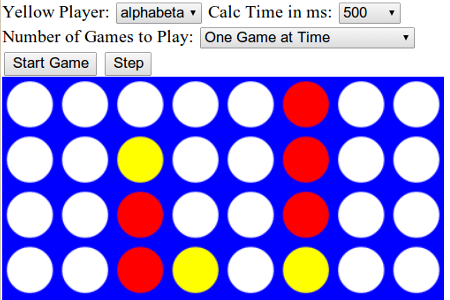 Yellow Player: alphabeta Calc Time in ms: 500
Number of Games to Play: One Game at Time
Start Game Step